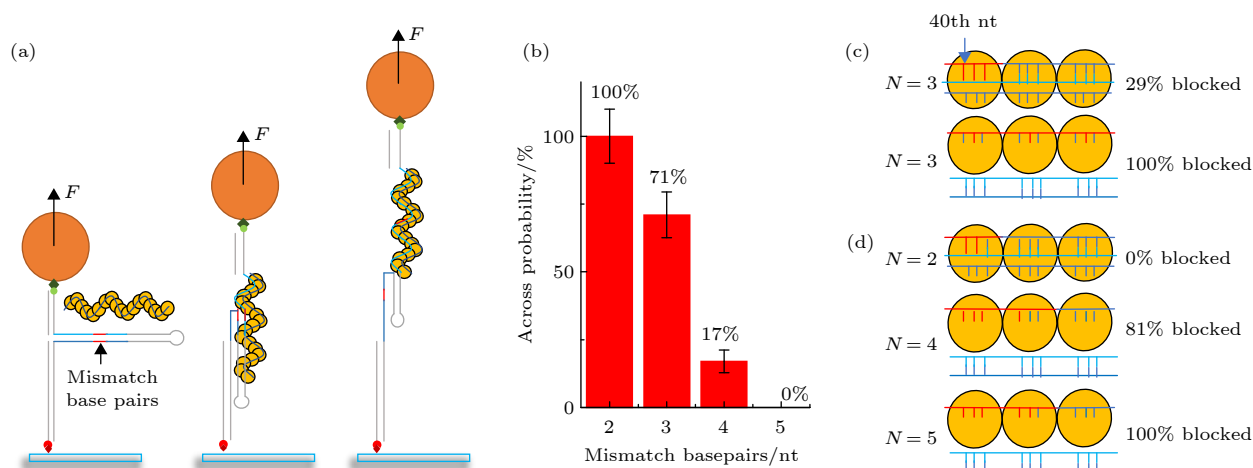 (a)
F
F
F
Mismatch
base pairs
(b)
Across probability/%
100
50
0
100%
71%
17%
0%
2
3
4
5
Mismatch basepairs/nt
(c)
40th nt
N=3
29% blocked
N=3
100% blocked
(d)
N=2
0% blocked
N=4
81% blocked
N=5
100% blocked